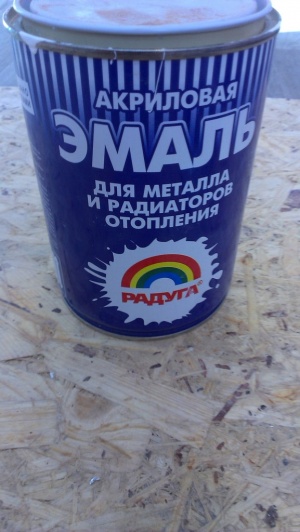 АКРИЛОВАЯ
ЭМАЛЬ
ДЛЯ МЕТАЛЛА
И РАДИАТОРОВ
ОТОПЛЕНИЯ
РАДУГА®